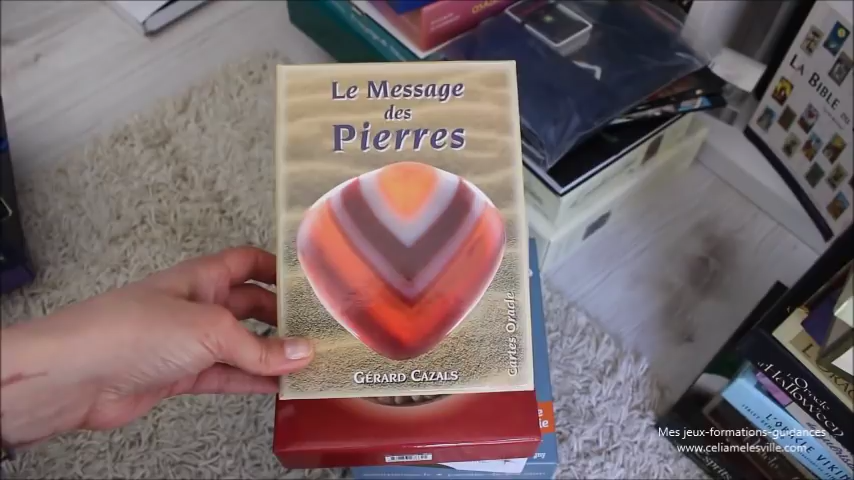 Le Message
des
Pierres
Cartes Oracle
GÉRARD CAZALS
LA BIBLE
Mes jeux-formations-guidances
www.celiamelesville.com